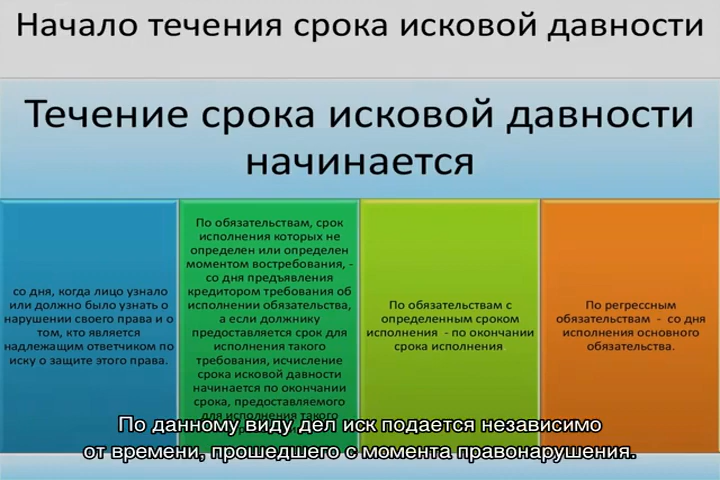 Начало течения срока исковой давности
Течение срока исковой давности
начинается
со дня, когда лицо узнало
или должно было узнать о
нарушении своего права и о
том, кто является
надлежащим ответчиком по
иску о защите этого права.
По обязательствам, срок
исполнения которых не
определен или определен
моментом востребования, -
со дня предъявления
кредитором требования об
исполнении обязательства,
а если должнику
предоставляется срок для
исполнения такого
требования, исчисление
срока исковой давности
начинается по окончании
срока, предоставляемого
для исполнения такого
По обязательствам с
определенным сроком
исполнения - по окончании
срока исполнения
По регрессным
обязательствам - со дня
исполнения основного
обязательства.
По данному виду дел иск подается независимо
от времени, прошедшего с момента правонарушения.